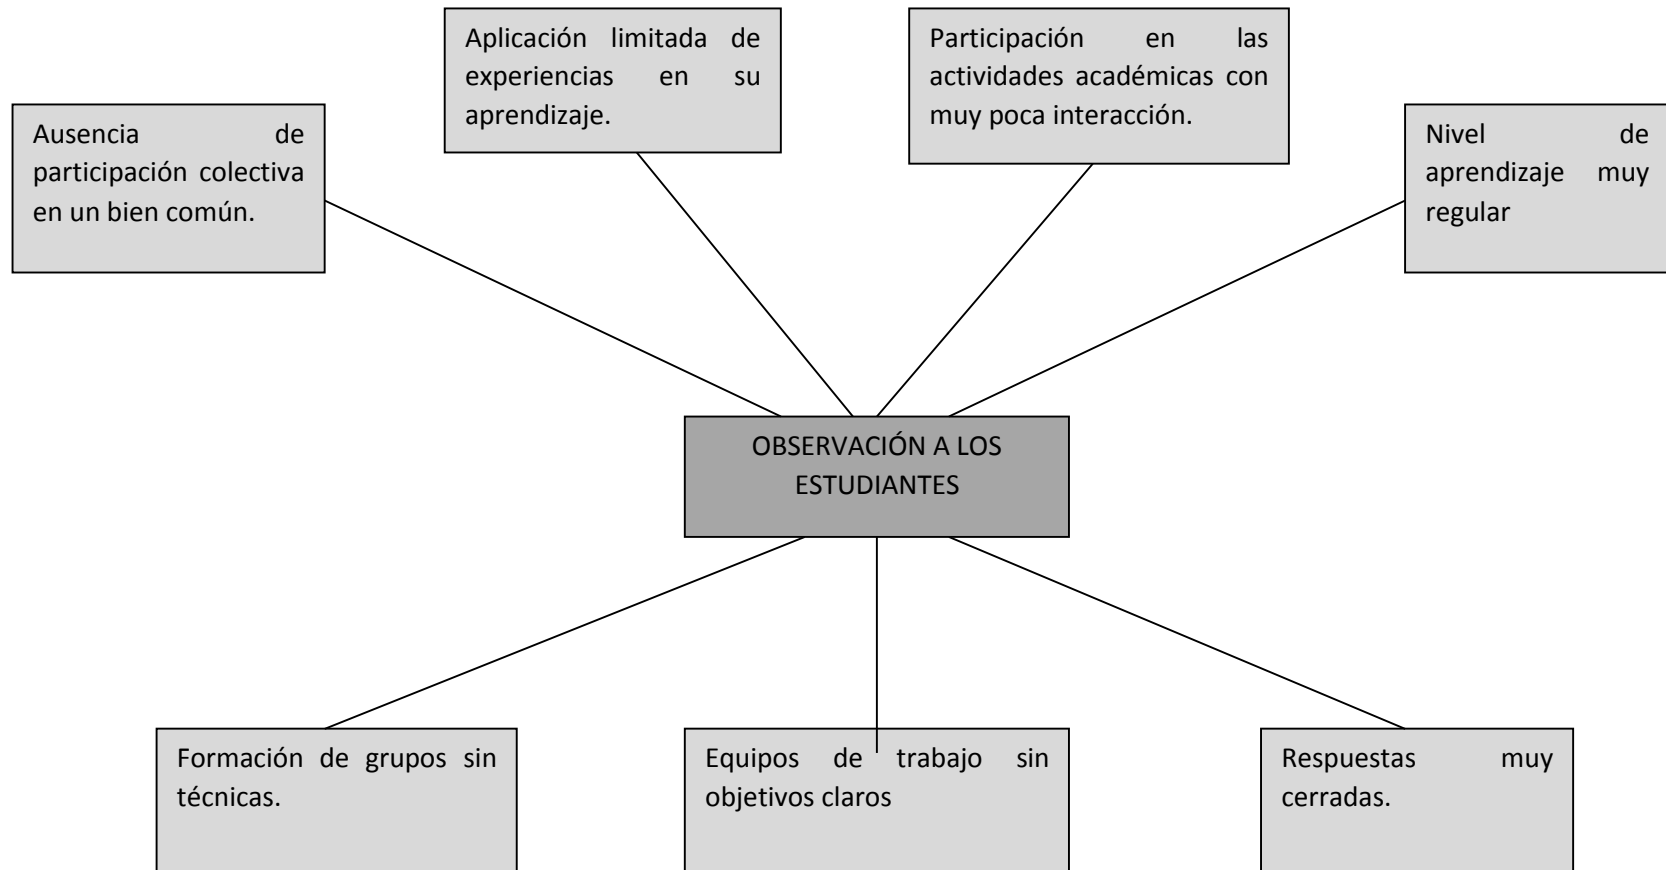 Ausencia de
participación colectiva
en un bien común.
Aplicación limitada de
experiencias en su
aprendizaje.
Participación en las
actividades académicas con
muy poca interacción.
Nivel de
aprendizaje muy
regular
OBSERVACIÓN A LOS
ESTUDIANTES
Formación de grupos sin
técnicas.
Equipos de trabajo sin
objetivos claros
Respuestas muy
cerradas.